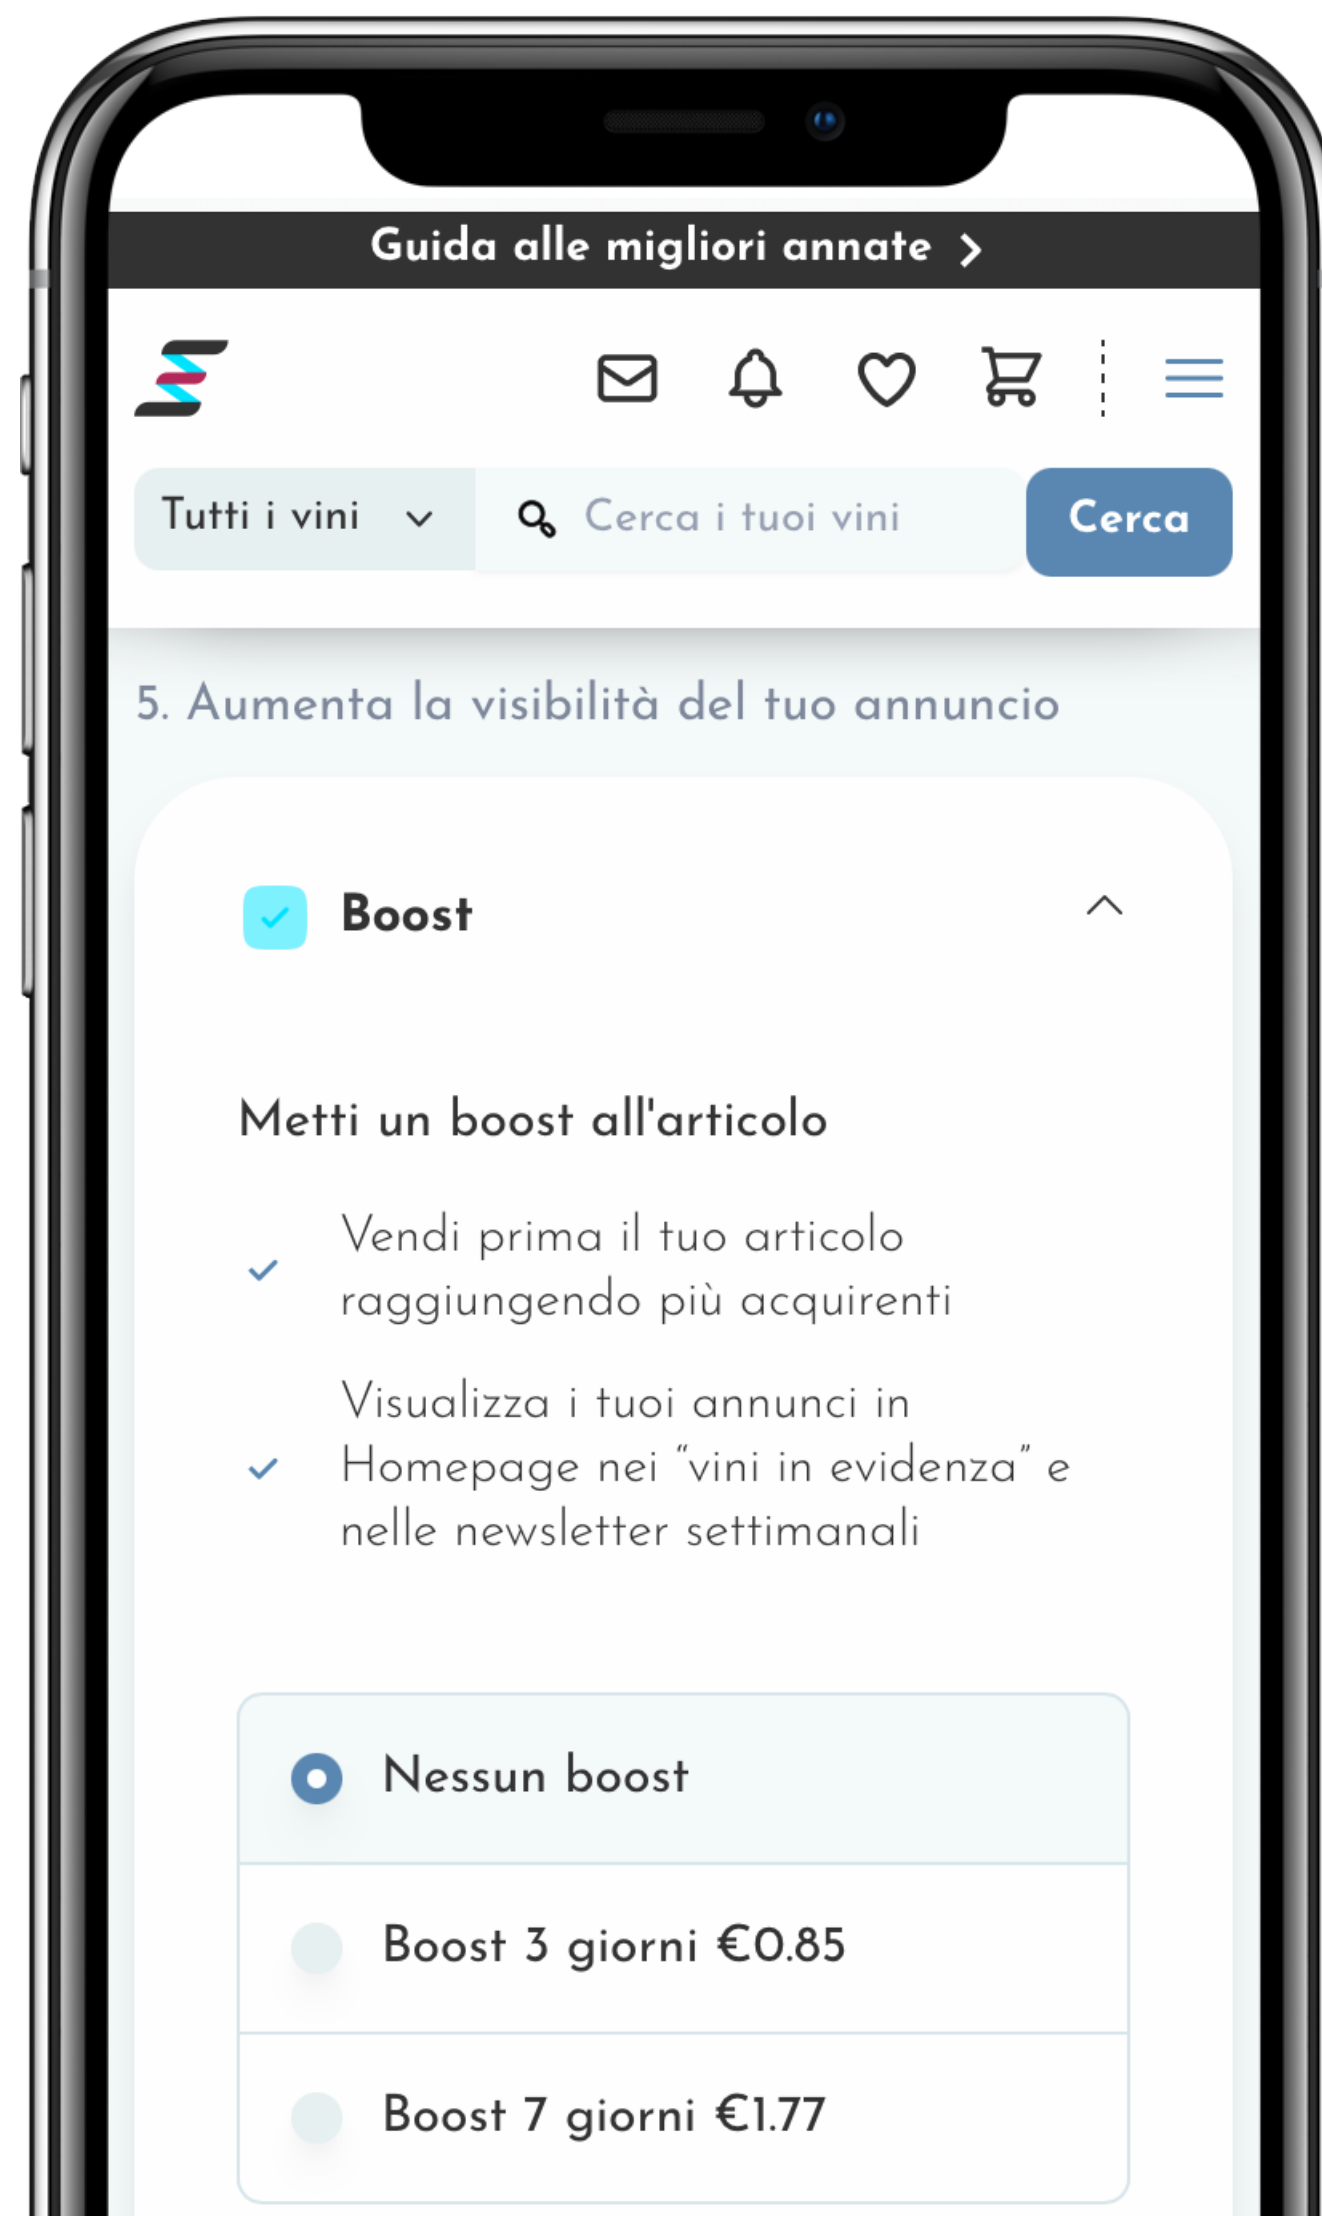 Guida alle migliori annate
Tutti i vini
Cerca i tuoi vini
Cerca
5. Aumenta la visibilità del tuo annuncio
Boost
Metti un boost all'articolo
Vendi prima il tuo articolo
raggiungendo più acquirenti
Visualizza i tuoi annunci in
Homepage nei “vini in evidenza” e
nelle newsletter settimanali
Nessun boost
Boost 3 giorni €0.85
Boost 7 giorni €1.77